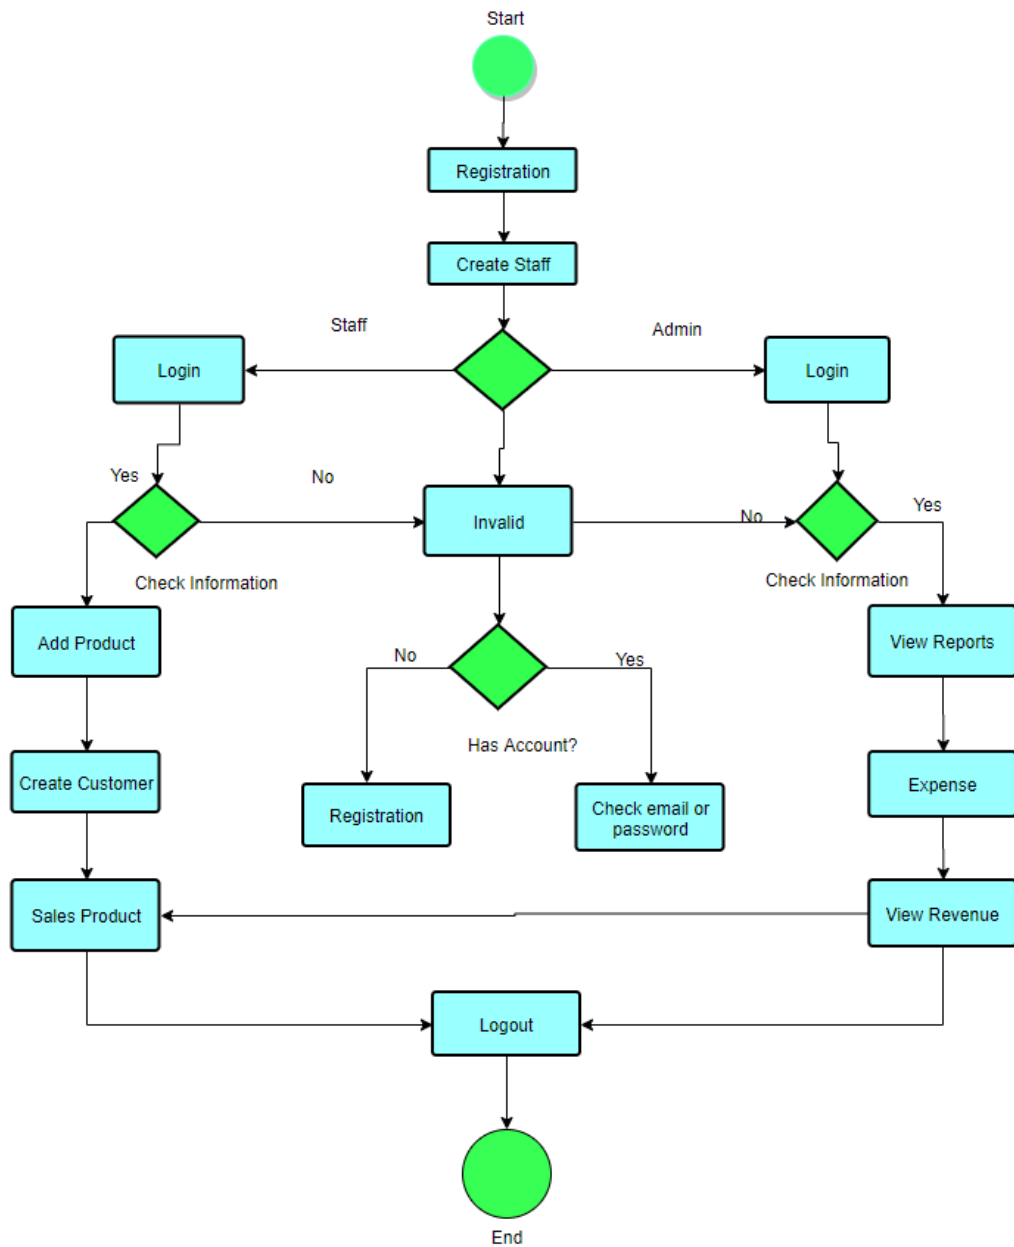 Start
Registration
Create Staff
Staff
Admin
Login
Login
Yes
No
Invalid
No
Yes
Check Information
Check Information
Add Product
View Reports
No
Yes
Has Account?
Create Customer
Registration
Check email or
password
Expense
Sales Product
View Revenue
Logout
End